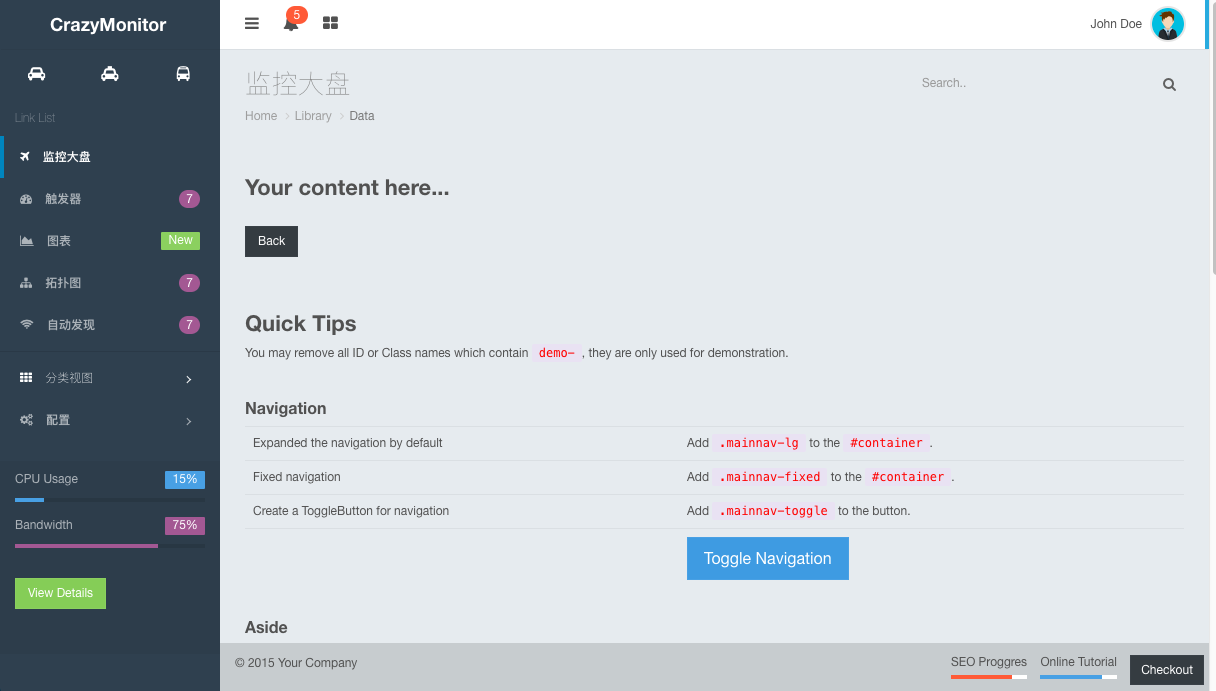 CrazyMonitor
5
John Doe
Link List
监控大盘
触发器 7
图表 New
拓扑图 7
自动发现 7
分类视图
配置
CPU Usage 15%
Bandwidth 75%
View Details
监控大盘
Search..
Home Library Data
Your content here...
Back
Quick Tips
You may remove all ID or Class names which contain demo- , they are only used for demonstration.
Navigation
Expanded the navigation by default Add .mainnav-lg to the #container .
Fixed navigation Add .mainnav-fixed to the #container .
Create a ToggleButton for navigation Add .mainnav-toggle to the button.
Toggle Navigation
Aside
© 2015 Your Company
SEO Proggres
Online Tutorial
Checkout